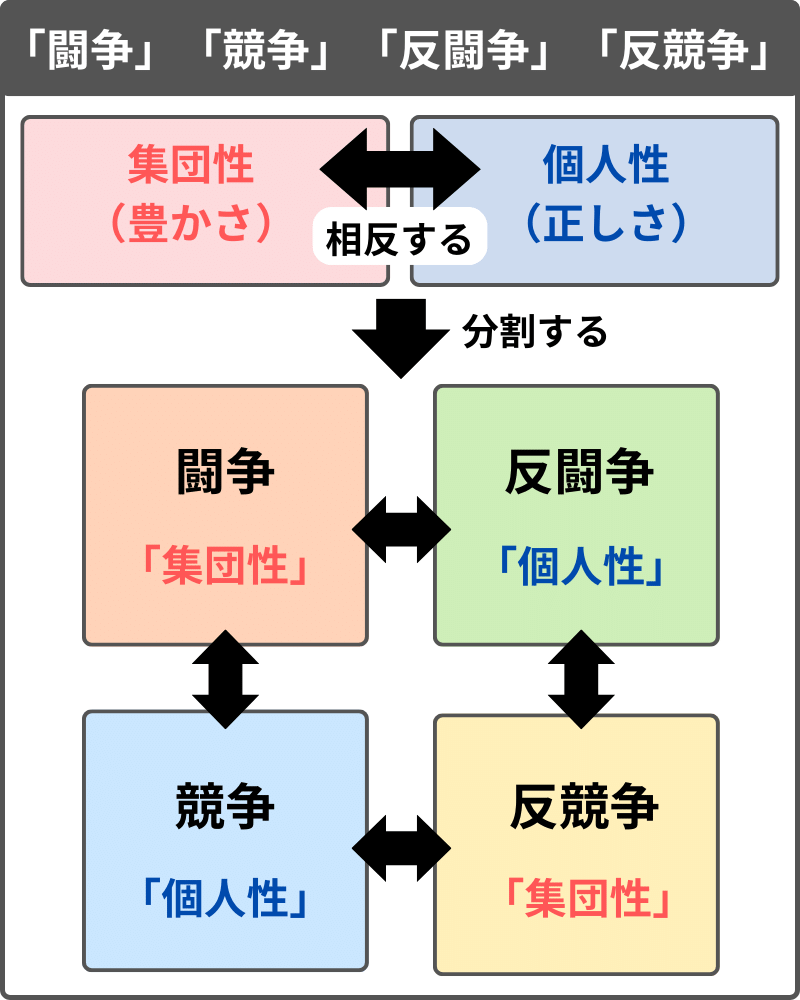 「闘争」「競争」「反闘争」「反競争」
集団性
（豊かさ）
個人性
（正しさ）
相反する
分割する
闘争
「集団性」
反闘争
「個人性」
競争
「個人性」
反競争
「集団性」